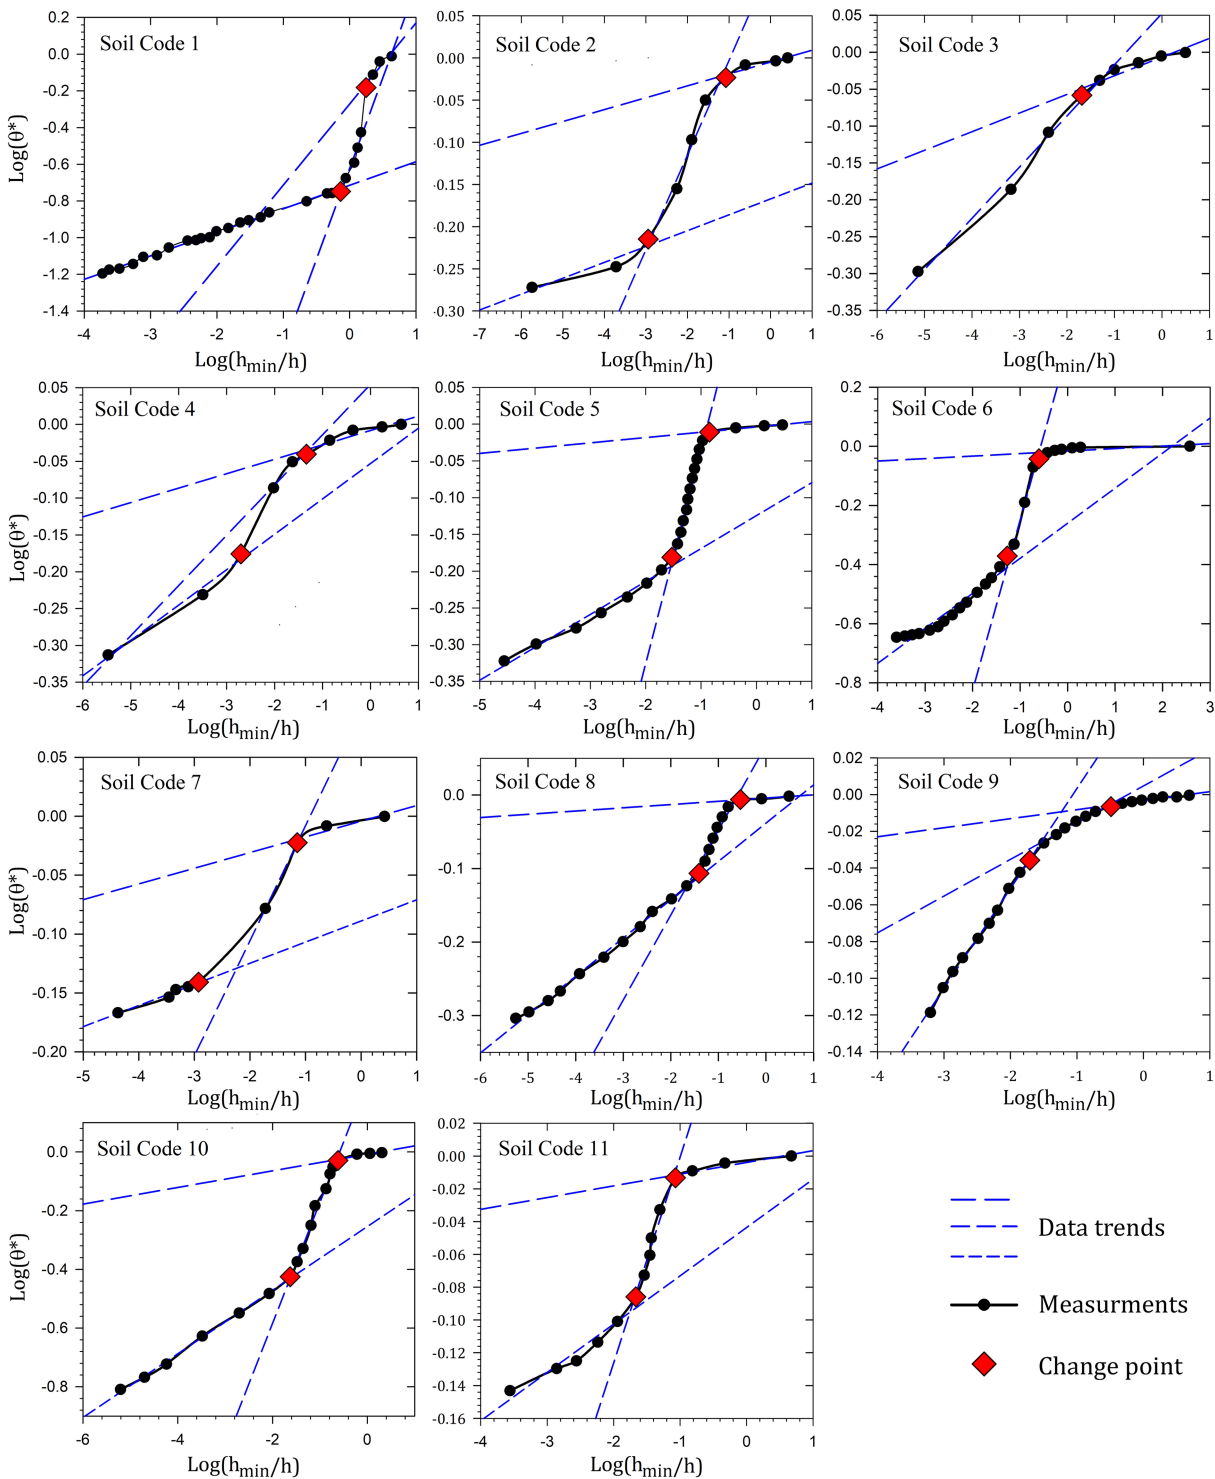 Soil Code 1
Log(θ*)
0.2
0.0
-0.2
-0.4
-0.6
-0.8
-1.0
-1.2
-1.4
-4 -3 -2 -1 0 1
Log(hmin/h)
Soil Code 2
0.05
0.00
-0.05
-0.10
-0.15
-0.20
-0.25
-0.30
-7 -6 -5 -4 -3 -2 -1 0 1
Log(hmin/h)
Soil Code 3
0.05
0.00
-0.05
-0.10
-0.15
-0.20
-0.25
-0.30
-0.35
-6 -5 -4 -3 -2 -1 0 1
Log(hmin/h)
Soil Code 4
Log(θ*)
0.05
0.00
-0.05
-0.10
-0.15
-0.20
-0.25
-0.30
-0.35
-6 -5 -4 -3 -2 -1 0 1
Log(hmin/h)
Soil Code 5
0.05
0.00
-0.05
-0.10
-0.15
-0.20
-0.25
-0.30
-0.35
-5 -4 -3 -2 -1 0 1
Log(hmin/h)
Soil Code 6
0.2
0.0
-0.2
-0.4
-0.6
-0.8
-4 -3 -2 -1 0 1 2 3
Log(hmin/h)
Soil Code 7
Log(θ*)
0.05
0.00
-0.05
-0.10
-0.15
-0.20
-5 -4 -3 -2 -1 0 1
Log(hmin/h)
Soil Code 8
0.0
-0.1
-0.2
-0.3
-6 -5 -4 -3 -2 -1 0 1
Log(hmin/h)
Soil Code 9
0.02
0.00
-0.02
-0.04
-0.06
-0.08
-0.10
-0.12
-0.14
-4 -3 -2 -1 0 1
Log(hmin/h)
Soil Code 10
Log(θ*)
0.0
-0.2
-0.4
-0.6
-0.8
-6 -4 -2 0
Log(hmin/h)
Soil Code 11
0.02
0.00
-0.02
-0.04
-0.06
-0.08
-0.10
-0.12
-0.14
-0.16
-4 -3 -2 -1 0 1
Log(hmin/h)
Data trends
Measurments
Change point